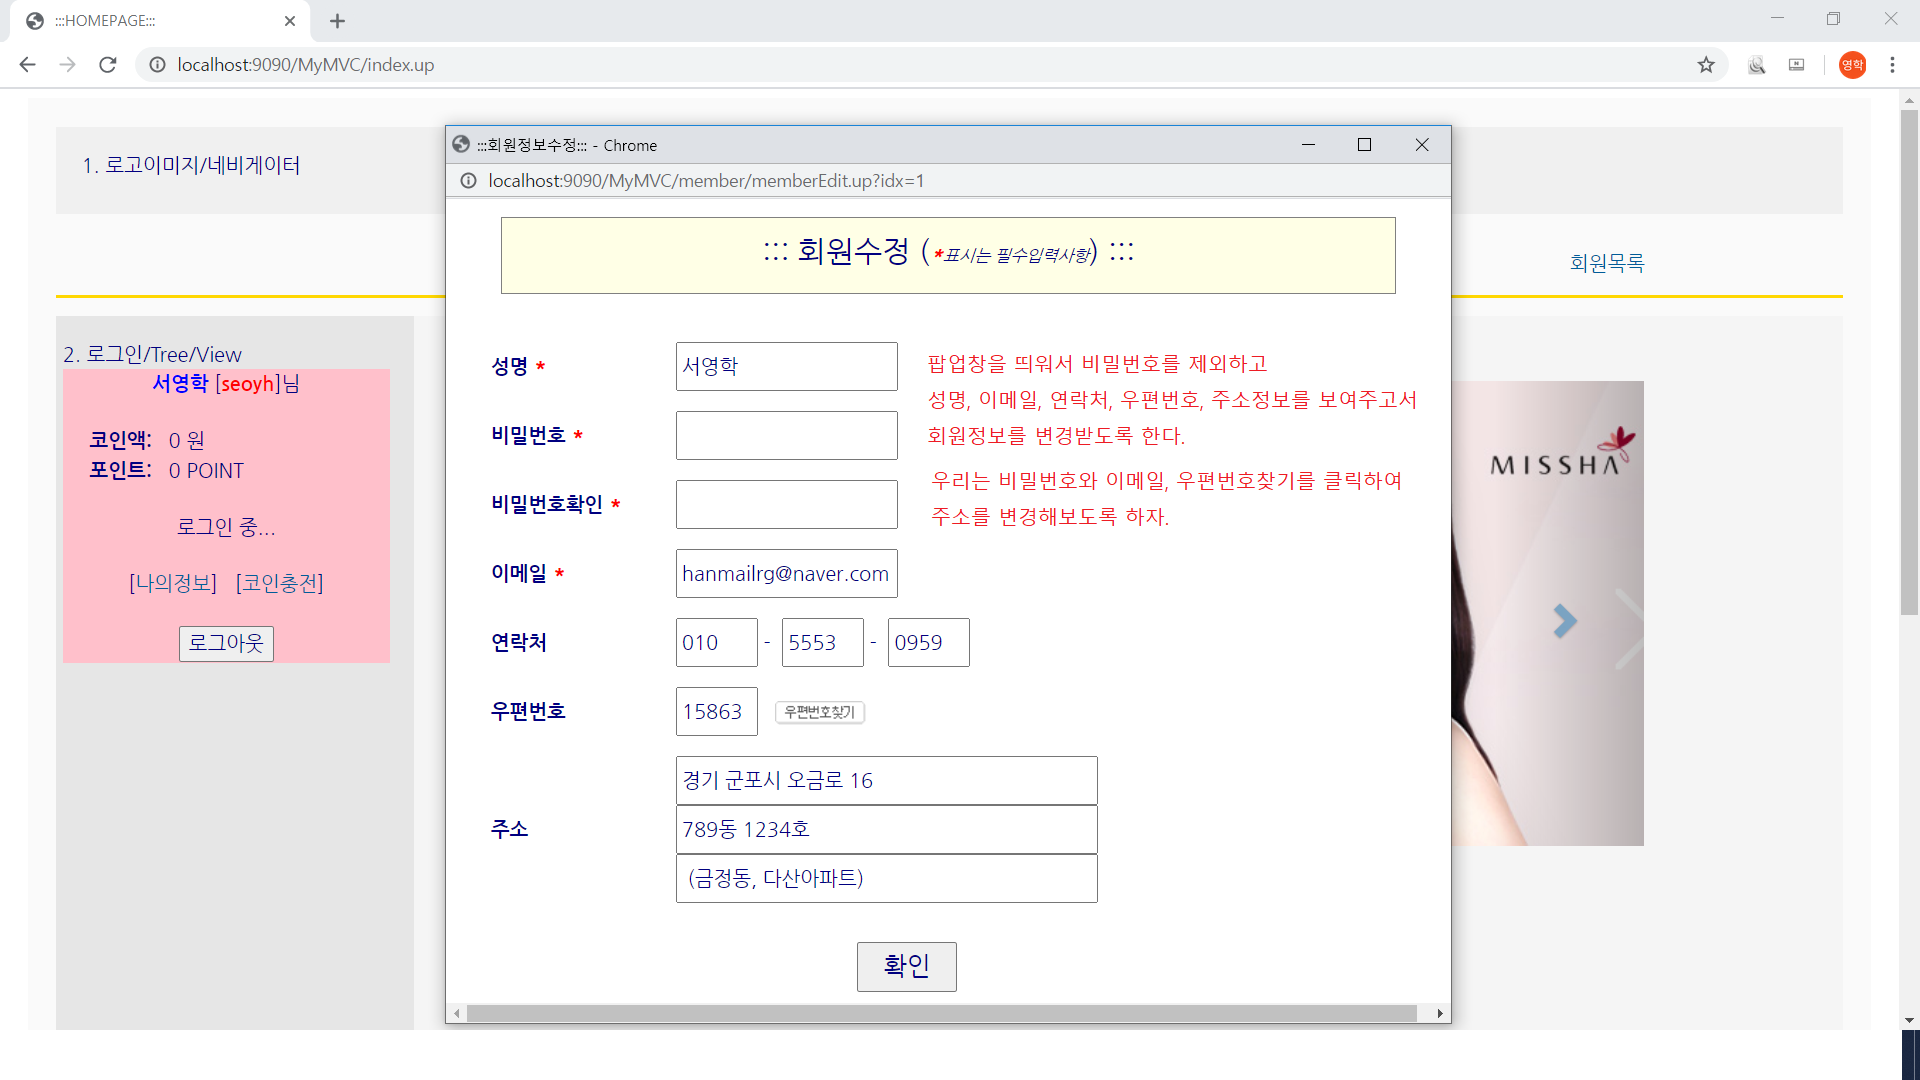 :::HOMEPAGE:::
localhost:9090/MyMVC/index.up
영학
1. 로고이미지/네비게이터
회원목록
2. 로그인/Tree/View
서영학 [seoyh]님
코인액: 0 원
포인트: 0 POINT
로그인 중...
[나의정보] [코인충전]
로그아웃
MISSHA
:::회원정보수정::: - Chrome
localhost:9090/MyMVC/member/memberEdit.up?idx=1
::: 회원수정 (*표시는 필수입력사항) :::
성명 * 서영학
팝업창을 띄워서 비밀번호를 제외하고
성명, 이메일, 연락처, 우편번호, 주소정보를 보여주고서
회원정보를 변경받도록 한다.
비밀번호 *
우리는 비밀번호와 이메일, 우편번호찾기를 클릭하여
주소를 변경해보도록 하자.
비밀번호확인 *
이메일 * hanmailrg@naver.com
연락처 010 - 5553 - 0959
우편번호 15863 우편번호찾기
경기 군포시 오금로 16
주소 789동 1234호
(금정동, 다산아파트)
확인